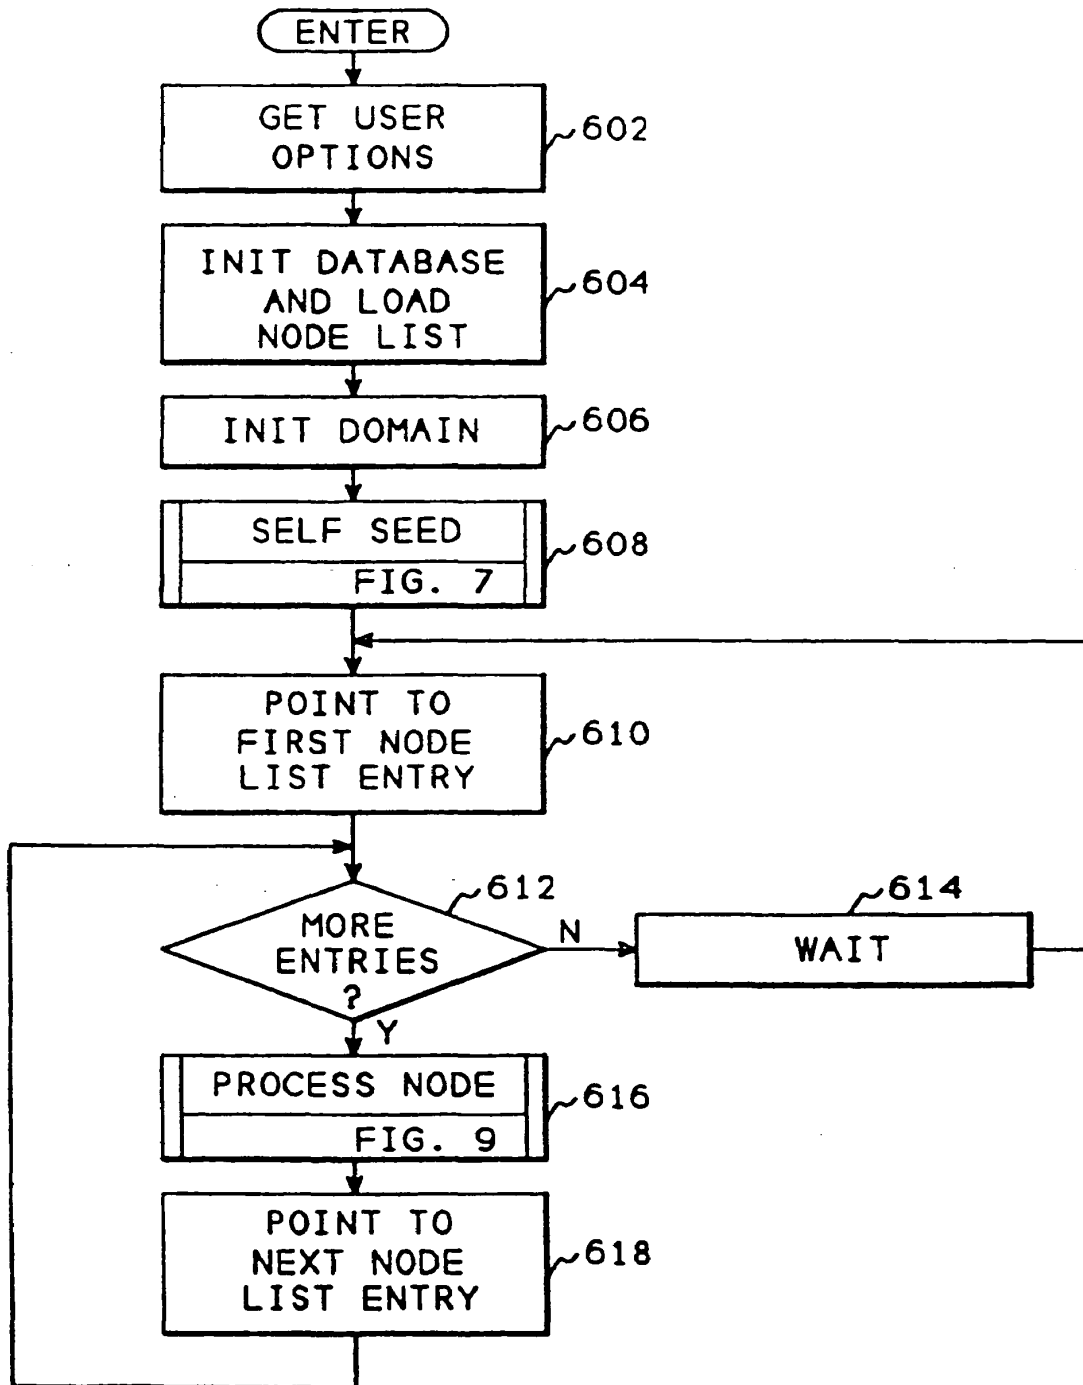 ENTER
GET USER
OPTIONS
602
INIT DATABASE
AND LOAD
NODE LIST
604
INIT DOMAIN
606
SELF SEED
FIG. 7
608
POINT TO
FIRST NODE
LIST ENTRY
610
MORE
ENTRIES
?
612
N
WAIT
614
Y
PROCESS NODE
FIG. 9
616
POINT TO
NEXT NODE
LIST ENTRY
618